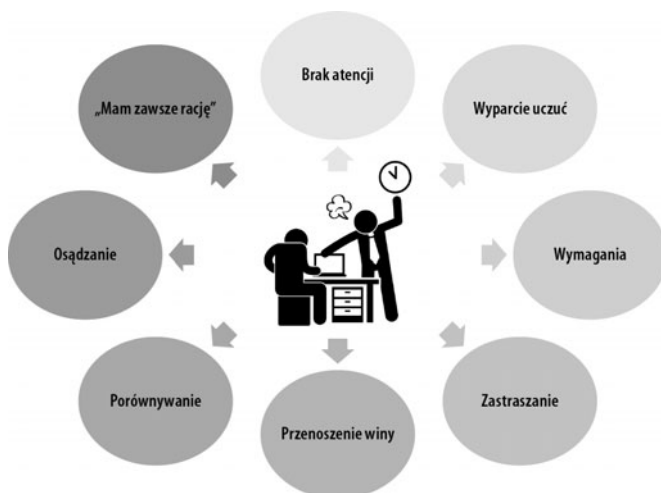 Brak atencji
Wyparcie uczuć
Wymagania
Zastraszanie
Przenoszenie winy
Porównywanie
Osądzanie
„Mam zawsze rację”